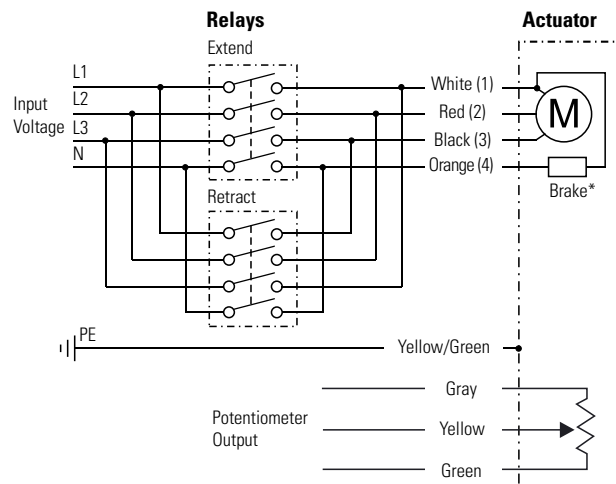 Relays
Actuator
Extend
L1
L2
L3
N
Input
Voltage
White (1)
Red (2)
Black (3)
Orange (4)
M
Brake*
Retract
PE
Yellow/Green
Gray
Potentiometer
Output
Yellow
Green